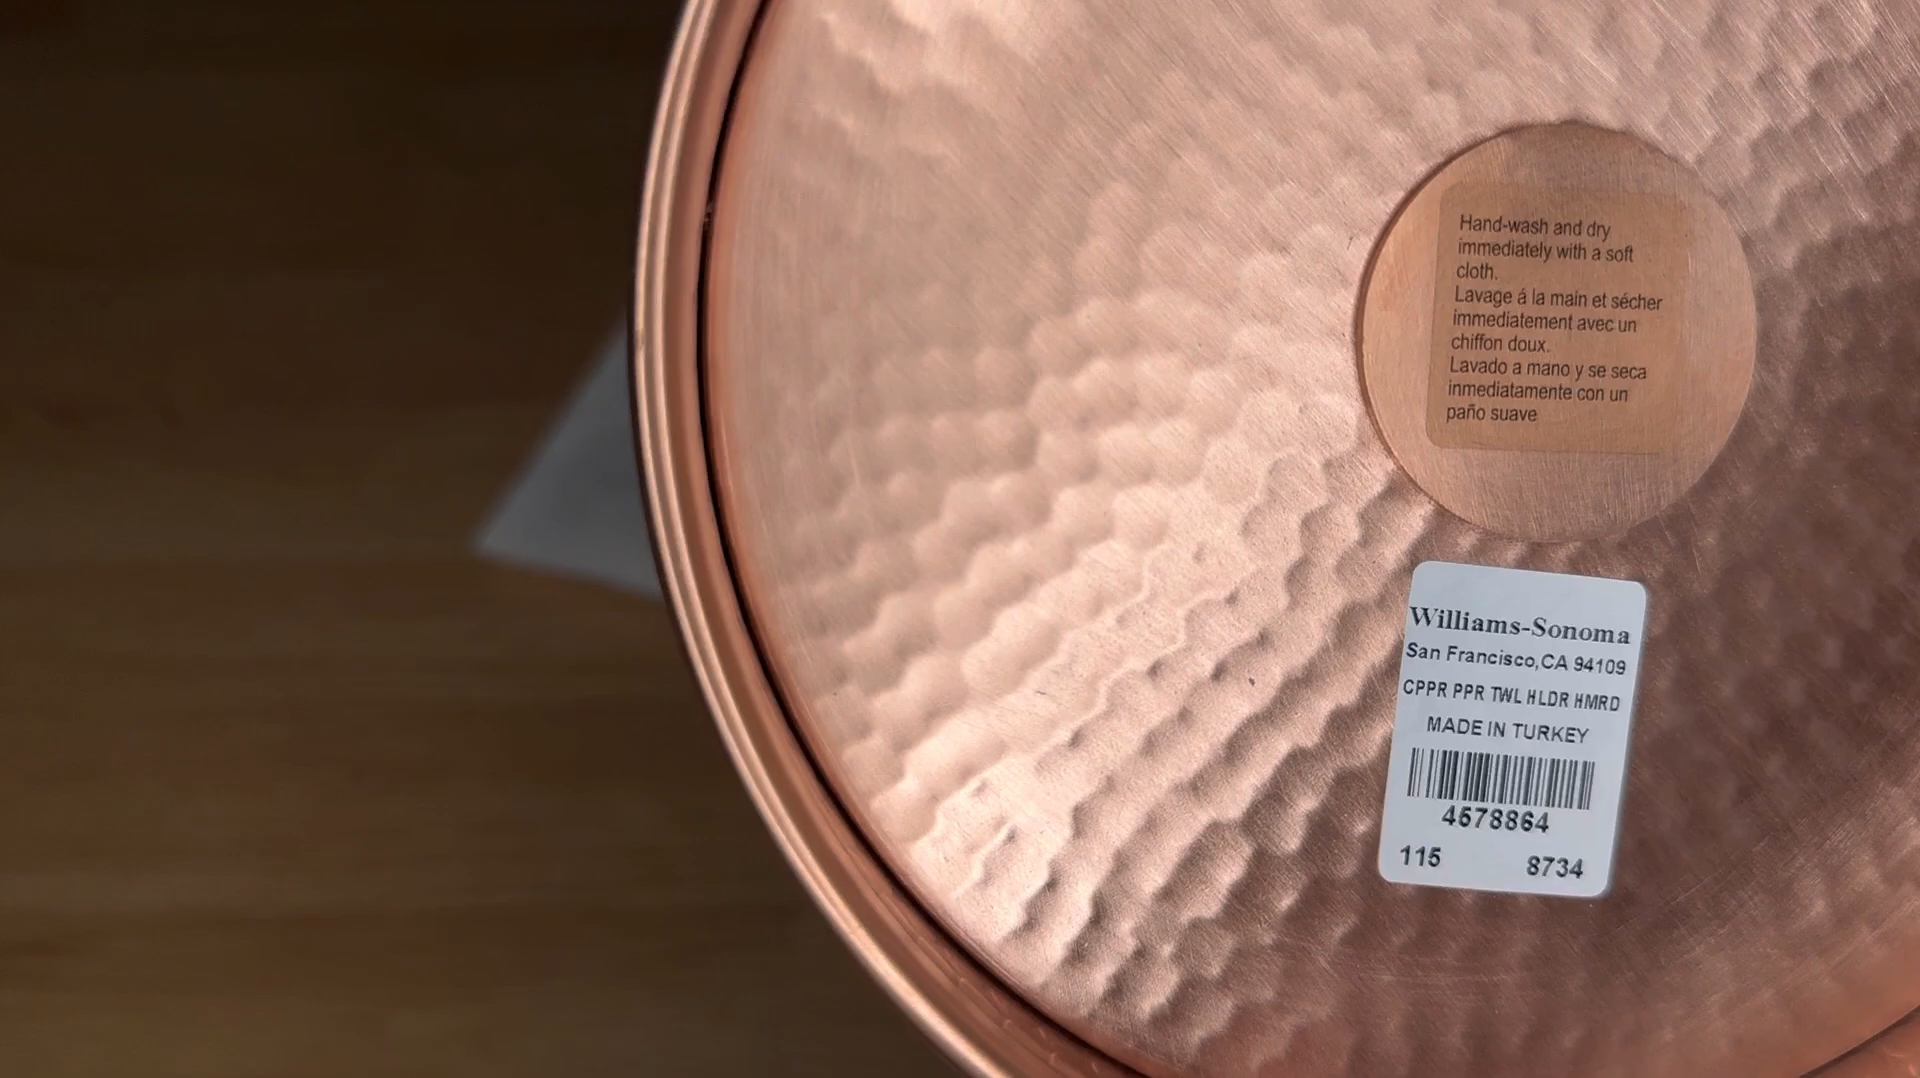 Hand-wash and dry
immediately with a soft
cloth.
Lavage á la main et sécher
immediatement avec un
chiffon doux.
Lavado a mano y se seca
inmediatamente con un
paño suave
Williams-Sonoma
San Francisco,CA 94109
CPPR PPR TWL HLDR HMRD
MADE IN TURKEY
4678864
115 8734